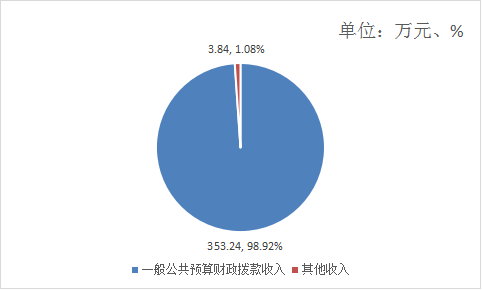 单位：万元、%
3.84, 1.08%
353.24, 98.92%
一般公共预算财政拨款收入 其他收入